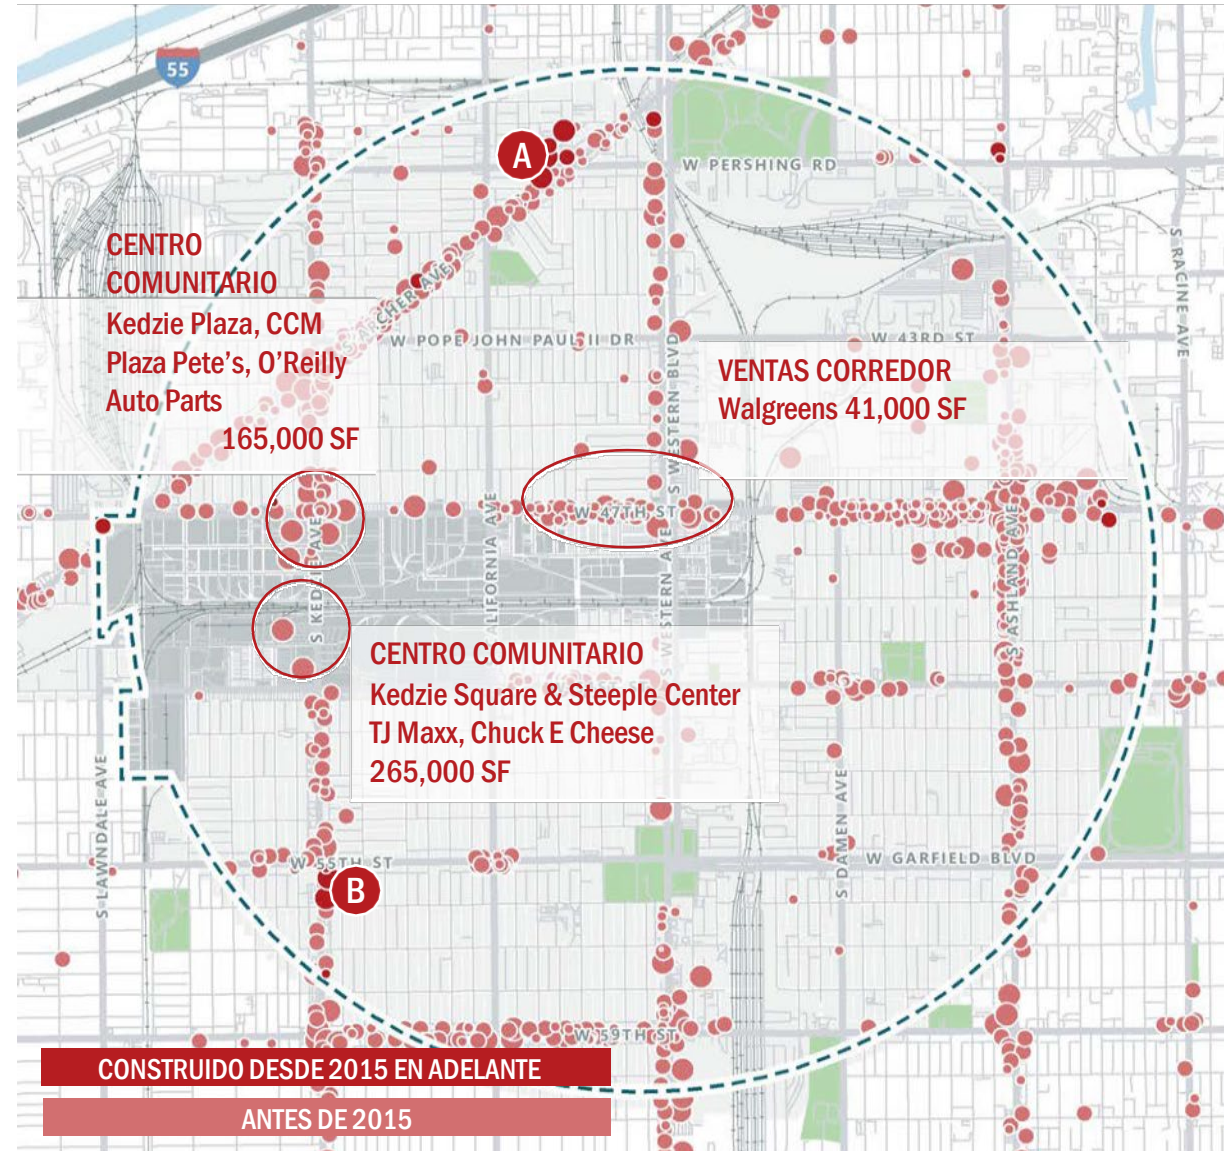 55
A
W PERSHING RD
S RACINE AVE
CENTRO
COMUNITARIO
Kedzie Plaza, CCM
Plaza Pete's, O'Reilly
Auto Parts
165,000 SF
S ARCHER AVE
W POPE JOHN PAUL II DR
W 43RD ST
S WESTERN BLVD
VENTAS CORREDOR
Walgreens 41,000 SF
W 47TH ST
S KEDZIE AVE
ALIFORNIA AVE
S WESTERN AVE
S ASHLAND AVE
CENTRO COMUNITARIO
Kedzie Square & Steeple Center
TJ Maxx, Chuck E Cheese
265,000 SF
S LAWNDALE AVE
S DAMEN AVE
W 55TH ST
W GARFIELD BLVD
B
W 59TH ST
CONSTRUIDO DESDE 2015 EN ADELANTE
ANTES DE 2015